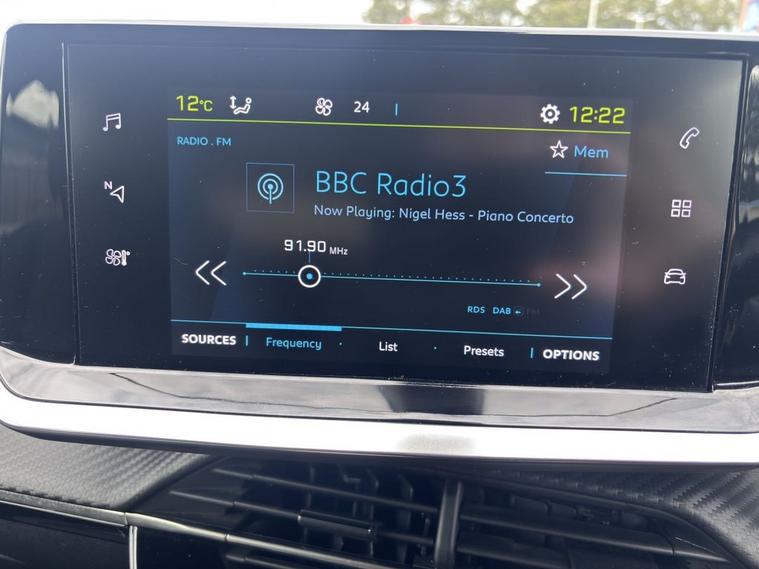 12°C 24 12:22
RADIO . FM
Mem
BBC Radio3
Now Playing: Nigel Hess - Piano Concerto
91.90 MHz
N
RDS DAB FM
SOURCES Frequency List Presets OPTIONS